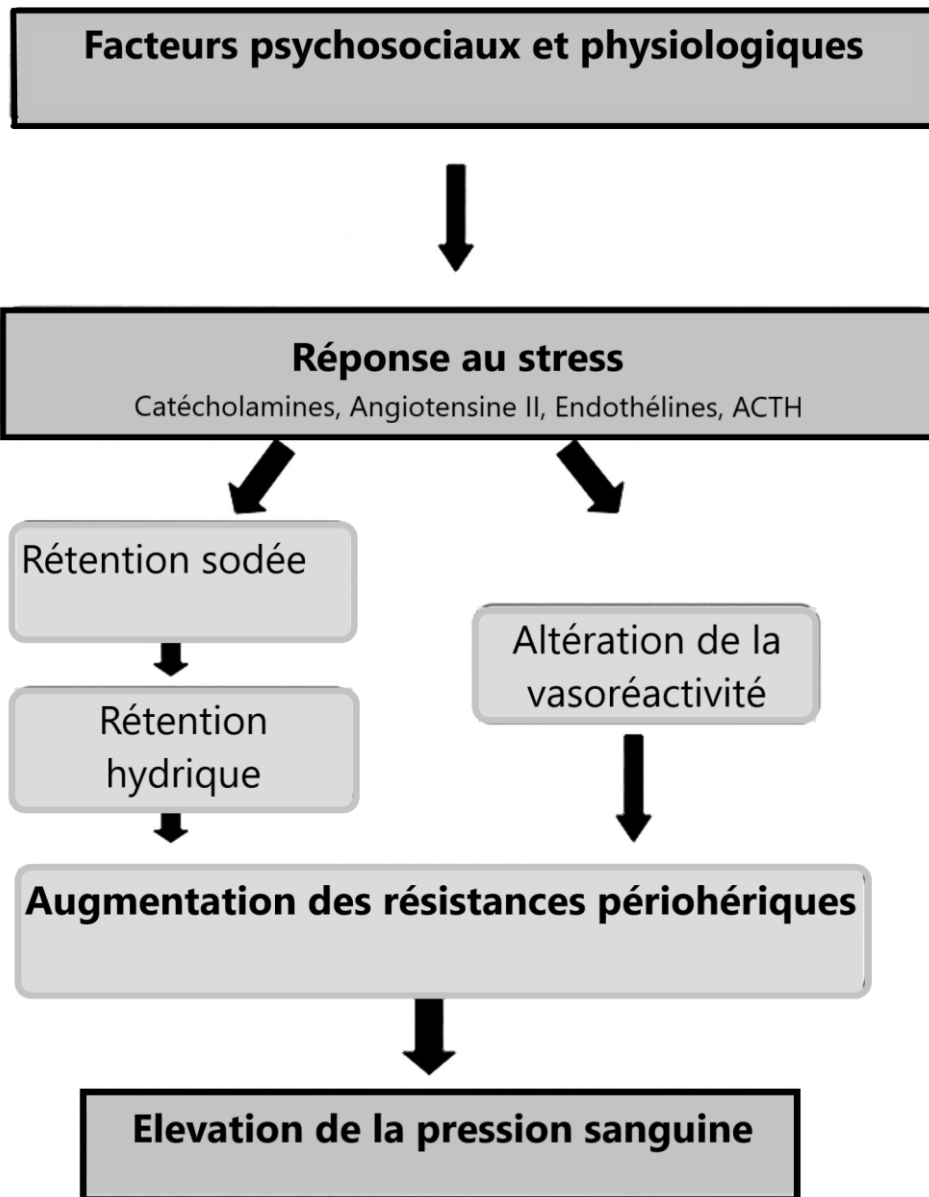 Facteurs psychosociaux et physiologiques
Réponse au stress
Catécholamines, Angiotensine II, Endothélines, ACTH
Rétention sodée
Altération de la
vasoréactivité
Rétention
hydrique
Augmentation des résistances périohériques
Elevation de la pression sanguine